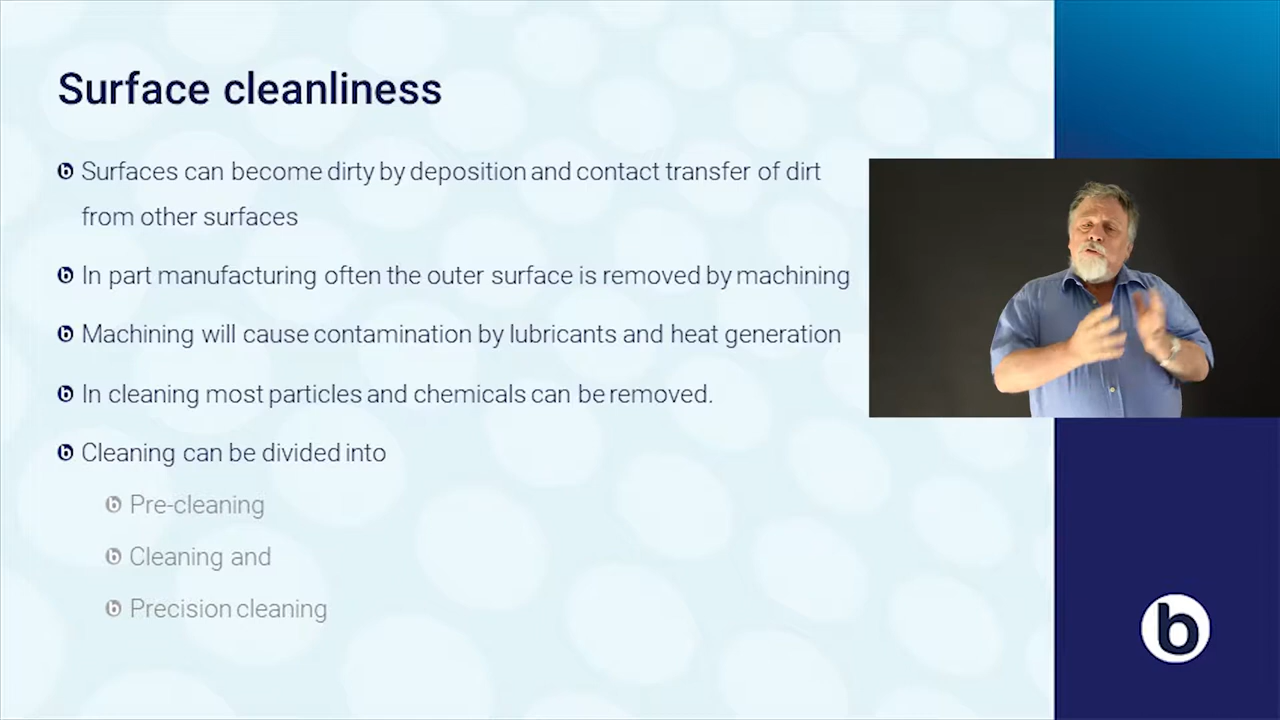 Surface cleanliness
Surfaces can become dirty by deposition and contact transfer of dirt
from other surfaces
In part manufacturing often the outer surface is removed by machining
Machining will cause contamination by lubricants and heat generation
In cleaning most particles and chemicals can be removed.
Cleaning can be divided into
Pre-cleaning
Cleaning and
Precision cleaning
b